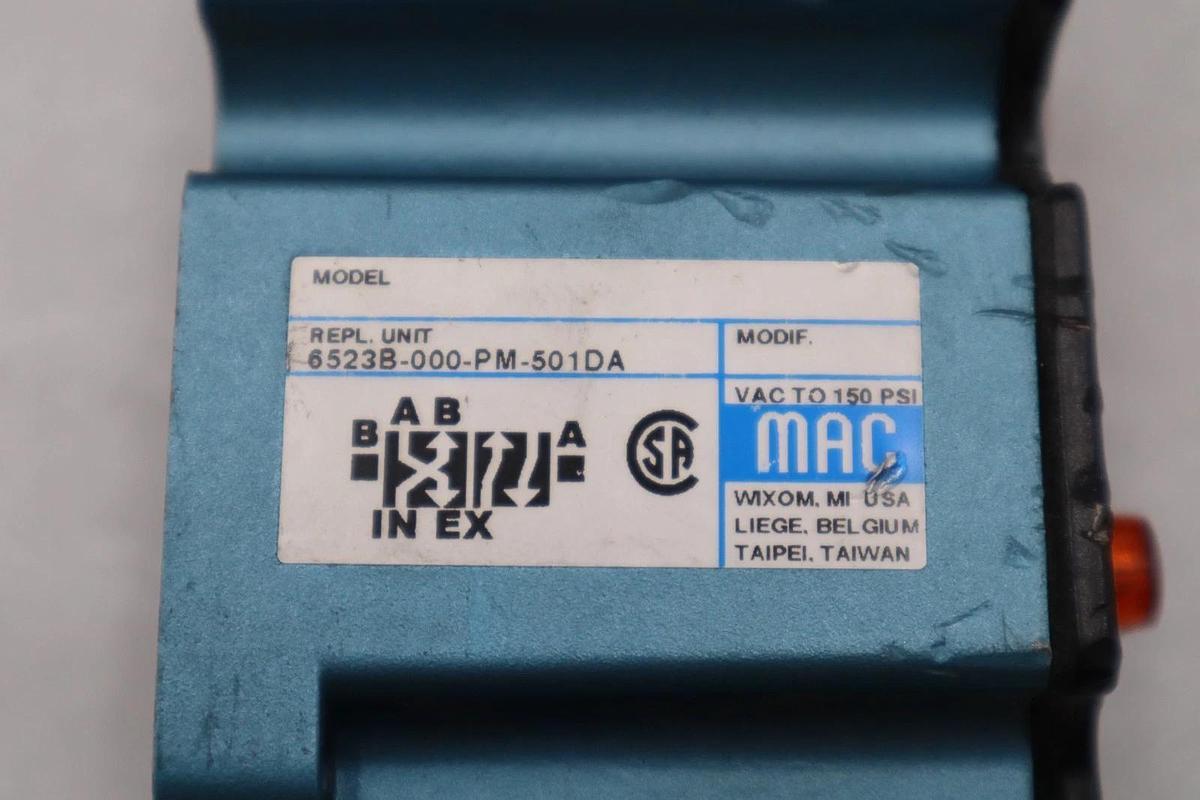 MODEL
REPL. UNIT
6523B-000-PM-501DA
MODIF.
A B
B A
IN EX
CSA
VAC TO 150 PSI
MAC
WIXOM, MI USA
LIEGE, BELGIUM
TAIPEI, TAIWAN